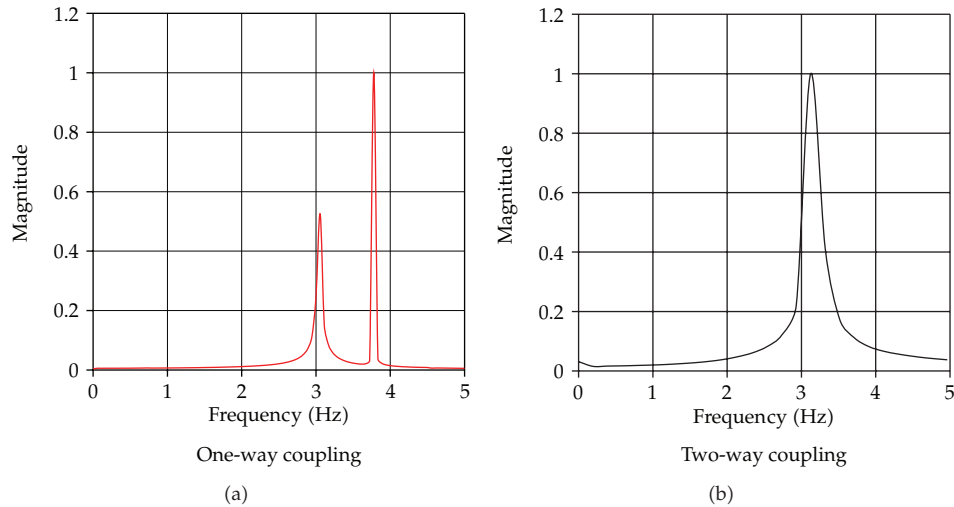 1.2
1
0.8
0.6
0.4
0.2
0
Magnitude
0 1 2 3 4 5
Frequency (Hz)
One-way coupling
(a)
1.2
1
0.8
0.6
0.4
0.2
0
Magnitude
0 1 2 3 4 5
Frequency (Hz)
Two-way coupling
(b)